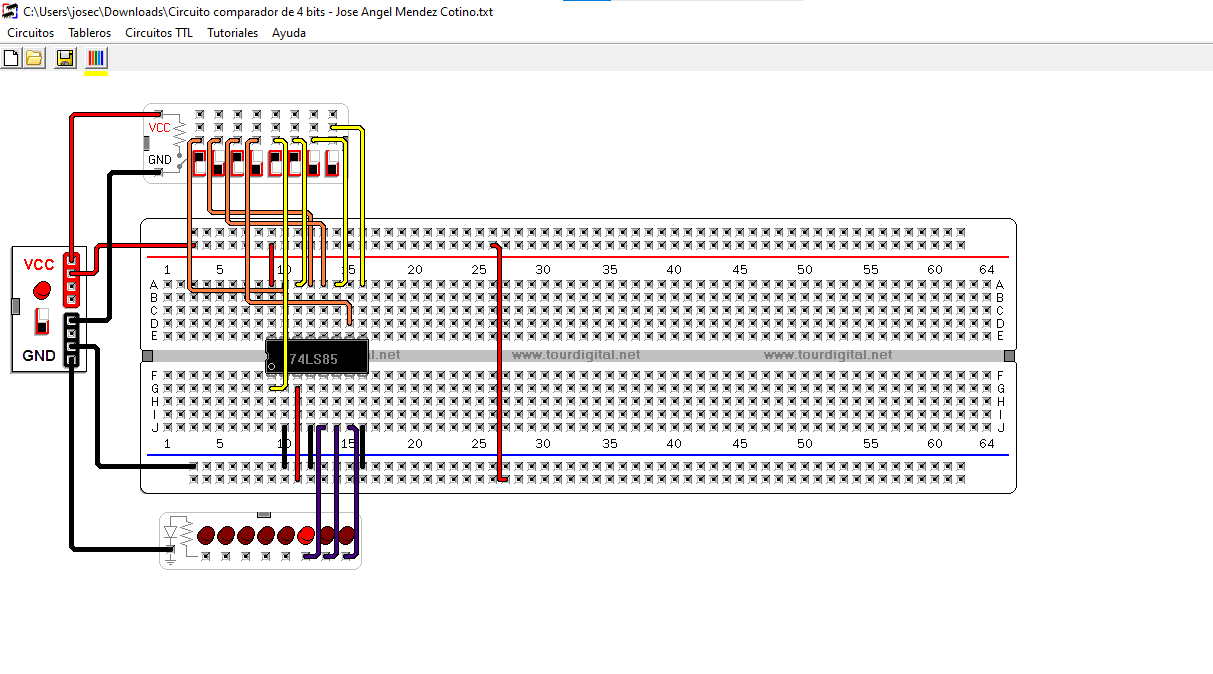 C:\Users\josec\Downloads\Circuito comparador de 4 bits - Jose Angel Mendez Cotino.txt
Circuitos Tableros Circuitos TTL Tutoriales Ayuda
VCC
GND
VCC
GND
1 5 10 15 20 25 30 35 40 45 50 55 60 64
A A
B B
C C
D D
E E
74LS85
al.net www.tourdigital.net www.tourdigital.net
F F
G G
H H
I I
J J
1 5 10 15 20 25 30 35 40 45 50 55 60 64